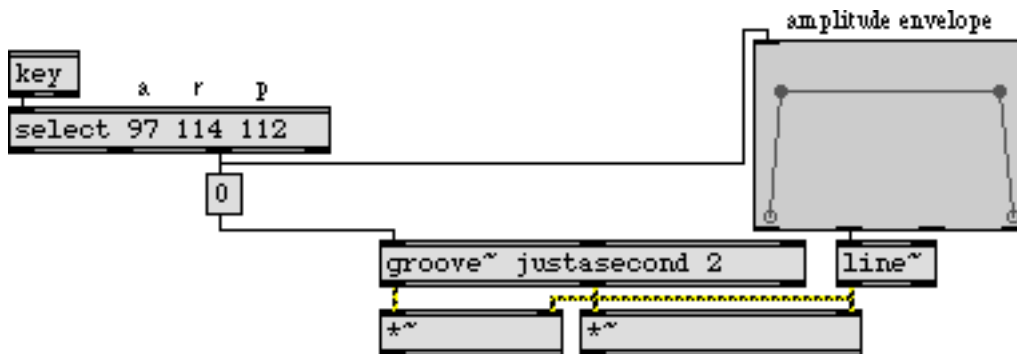 amplitude envelope
key
a r p
select 97 114 112
0
groove~ justasecond 2
line~
*~
*~